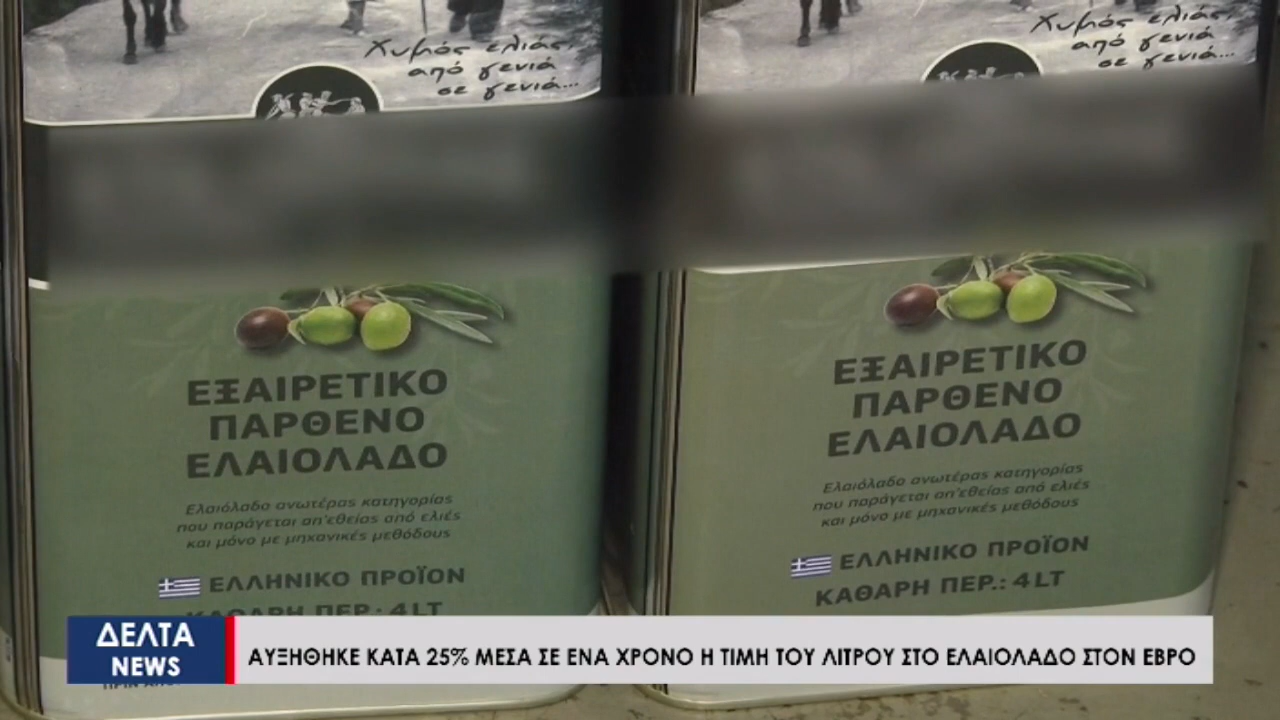 Χυμός ελιάς,
από γενιά
σε γενιά...
Χυμός ελιάς,
από γενιά
σε γενιά...
ΕΞΑΙΡΕΤΙΚΟ
ΠΑΡΘΕΝΟ
ΕΛΑΙΟΛΑΔΟ
Ελαιόλαδο ανωτέρας κατηγορίας
που παράγεται απ'εθείας από ελιές
και μόνο με μηχανικές μεθόδους
ΕΛΛΗΝΙΚΟ ΠΡΟΪΟΝ
ΚΑΘΑΡΗ ΠΕΡ.: 4LT
ΕΞΑΙΡΕΤΙΚΟ
ΠΑΡΘΕΝΟ
ΕΛΑΙΟΛΑΔΟ
Ελαιόλαδο ανωτέρας κατηγορίας
που παράγεται απ'εθείας από ελιές
και μόνο με μηχανικές μεθόδους
ΕΛΛΗΝΙΚΟ ΠΡΟΪΟΝ
ΚΑΘΑΡΗ ΠΕΡ.: 4LT
ΔΕΛΤΑ
NEWS
ΑΥΞΗΘΗΚΕ ΚΑΤΑ 25% ΜΕΣΑ ΣΕ ΕΝΑ ΧΡΟΝΟ Η ΤΙΜΗ ΤΟΥ ΛΙΤΡΟΥ ΣΤΟ ΕΛΑΙΟΛΑΔΟ ΣΤΟΝ ΕΒΡΟ